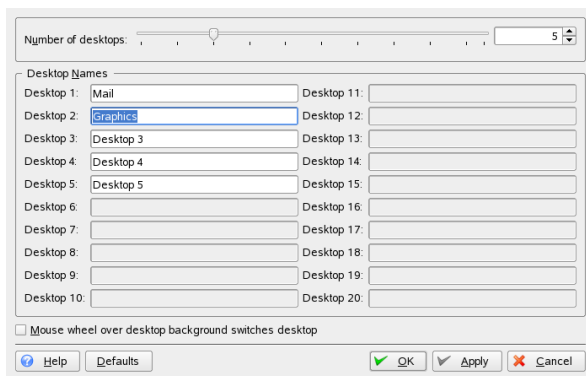 Number of desktops: 5
Desktop Names
Desktop 1: Mail Desktop 11:
Desktop 2: Graphics Desktop 12:
Desktop 3: Desktop 3 Desktop 13:
Desktop 4: Desktop 4 Desktop 14:
Desktop 5: Desktop 5 Desktop 15:
Desktop 6: Desktop 16:
Desktop 7: Desktop 17:
Desktop 8: Desktop 18:
Desktop 9: Desktop 19:
Desktop 10: Desktop 20:
Mouse wheel over desktop background switches desktop
Help Defaults OK Apply Cancel